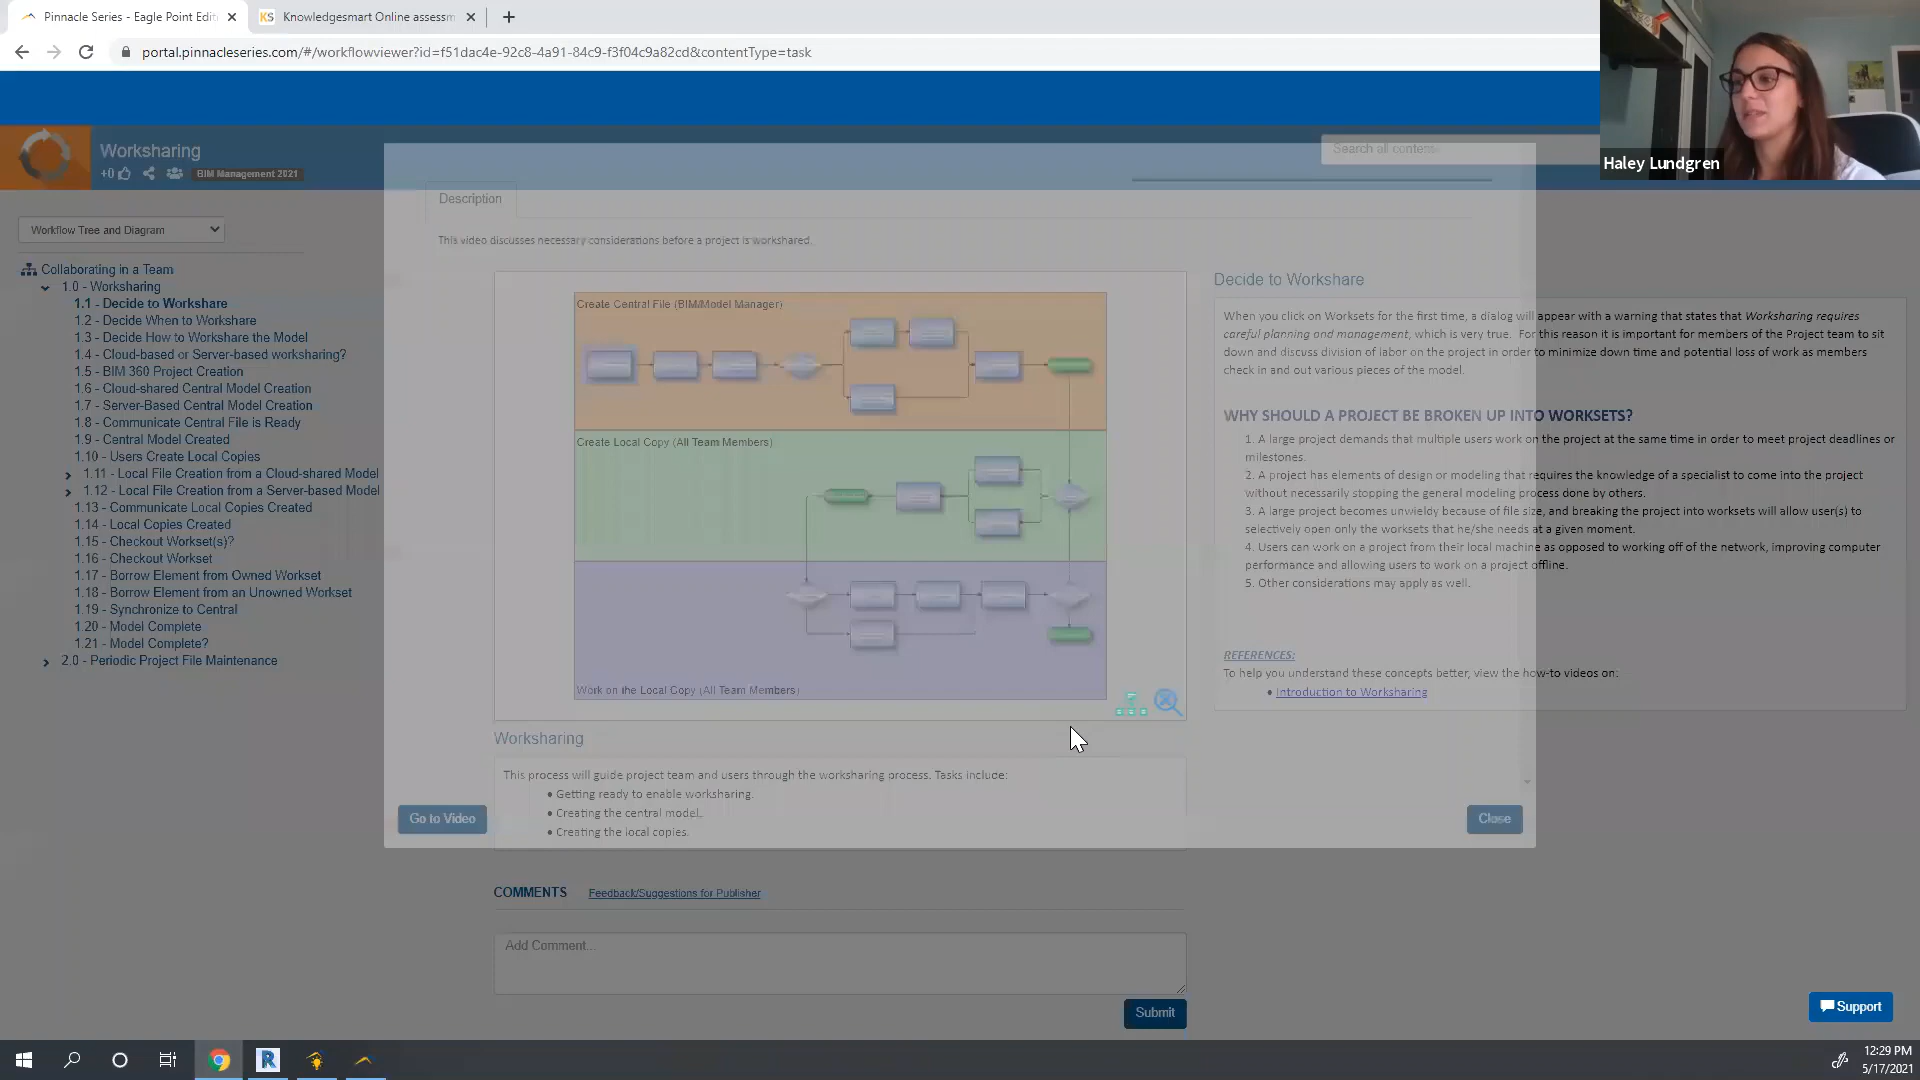 Pinnacle Series - Eagle Point Edit
Knowledgesmart Online assessm
portal.pinnacleseries.com/#/workflowviewer?id=f51dac4e-92c8-4a91-84c9-f3f04c9a82cd&contentType=task
Haley Lundgren
Worksharing
+0
BIM Management 2021
Search all content
Workflow Tree and Diagram
Collaborating in a Team
1.0 - Worksharing
1.1 - Decide to Workshare
1.2 - Decide When to Workshare
1.3 - Decide How to Workshare the Model
1.4 - Cloud-based or Server-based worksharing?
1.5 - BIM 360 Project Creation
1.6 - Cloud-shared Central Model Creation
1.7 - Server-Based Central Model Creation
1.8 - Communicate Central File is Ready
1.9 - Central Model Created
1.10 - Users Create Local Copies
1.11 - Local File Creation from a Cloud-shared Model
1.12 - Local File Creation from a Server-based Model
1.13 - Communicate Local Copies Created
1.14 - Local Copies Created
1.15 - Checkout Workset(s)?
1.16 - Checkout Workset
1.17 - Borrow Element from Owned Workset
1.18 - Borrow Element from an Unowned Workset
1.19 - Synchronize to Central
1.20 - Model Complete
1.21 - Model Complete?
2.0 - Periodic Project File Maintenance
Description
This video discusses necessary considerations before a project is workshared.
Create Central File (BIM/Model Manager)
Create Local Copy (All Team Members)
Work on the Local Copy (All Team Members)
Worksharing
This process will guide project team and users through the worksharing process. Tasks include:
• Getting ready to enable worksharing.
• Creating the central model.
• Creating the local copies.
Go to Video
Close
COMMENTS
Feedback/Suggestions for Publisher
Add Comment...
Submit
Decide to Workshare
When you click on Worksets for the first time, a dialog will appear with a warning that states that Worksharing requires
careful planning and management, which is very true. For this reason it is important for members of the Project team to sit
down and discuss division of labor on the project in order to minimize down time and potential loss of work as members
check in and out various pieces of the model.
WHY SHOULD A PROJECT BE BROKEN UP INTO WORKSETS?
1. A large project demands that multiple users work on the project at the same time in order to meet project deadlines or
milestones.
2. A project has elements of design or modeling that requires the knowledge of a specialist to come into the project
without necessarily stopping the general modeling process done by others.
3. A large project becomes unwieldy because of file size, and breaking the project into worksets will allow user(s) to
selectively open only the worksets that he/she needs at a given moment.
4. Users can work on a project from their local machine as opposed to working off of the network, improving computer
performance and allowing users to work on a project offline.
5. Other considerations may apply as well.
REFERENCES:
To help you understand these concepts better, view the how-to videos on:
• Introduction to Worksharing
Support
12:29 PM
5/17/2021